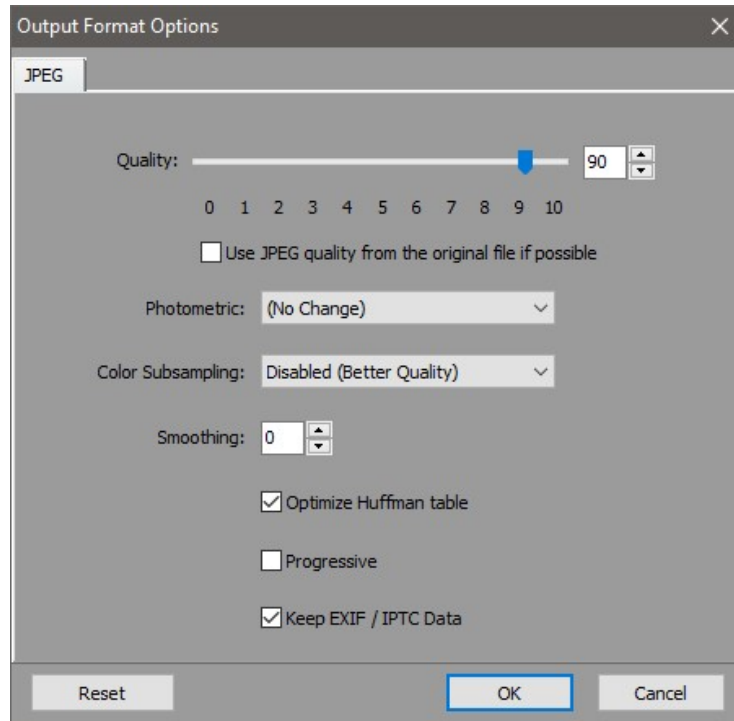 Output Format Options
JPEG
Quality: 90
0 1 2 3 4 5 6 7 8 9 10
Use JPEG quality from the original file if possible
Photometric: (No Change)
Color Subsampling: Disabled (Better Quality)
Smoothing: 0
Optimize Huffman table
Progressive
Keep EXIF / IPTC Data
Reset OK Cancel